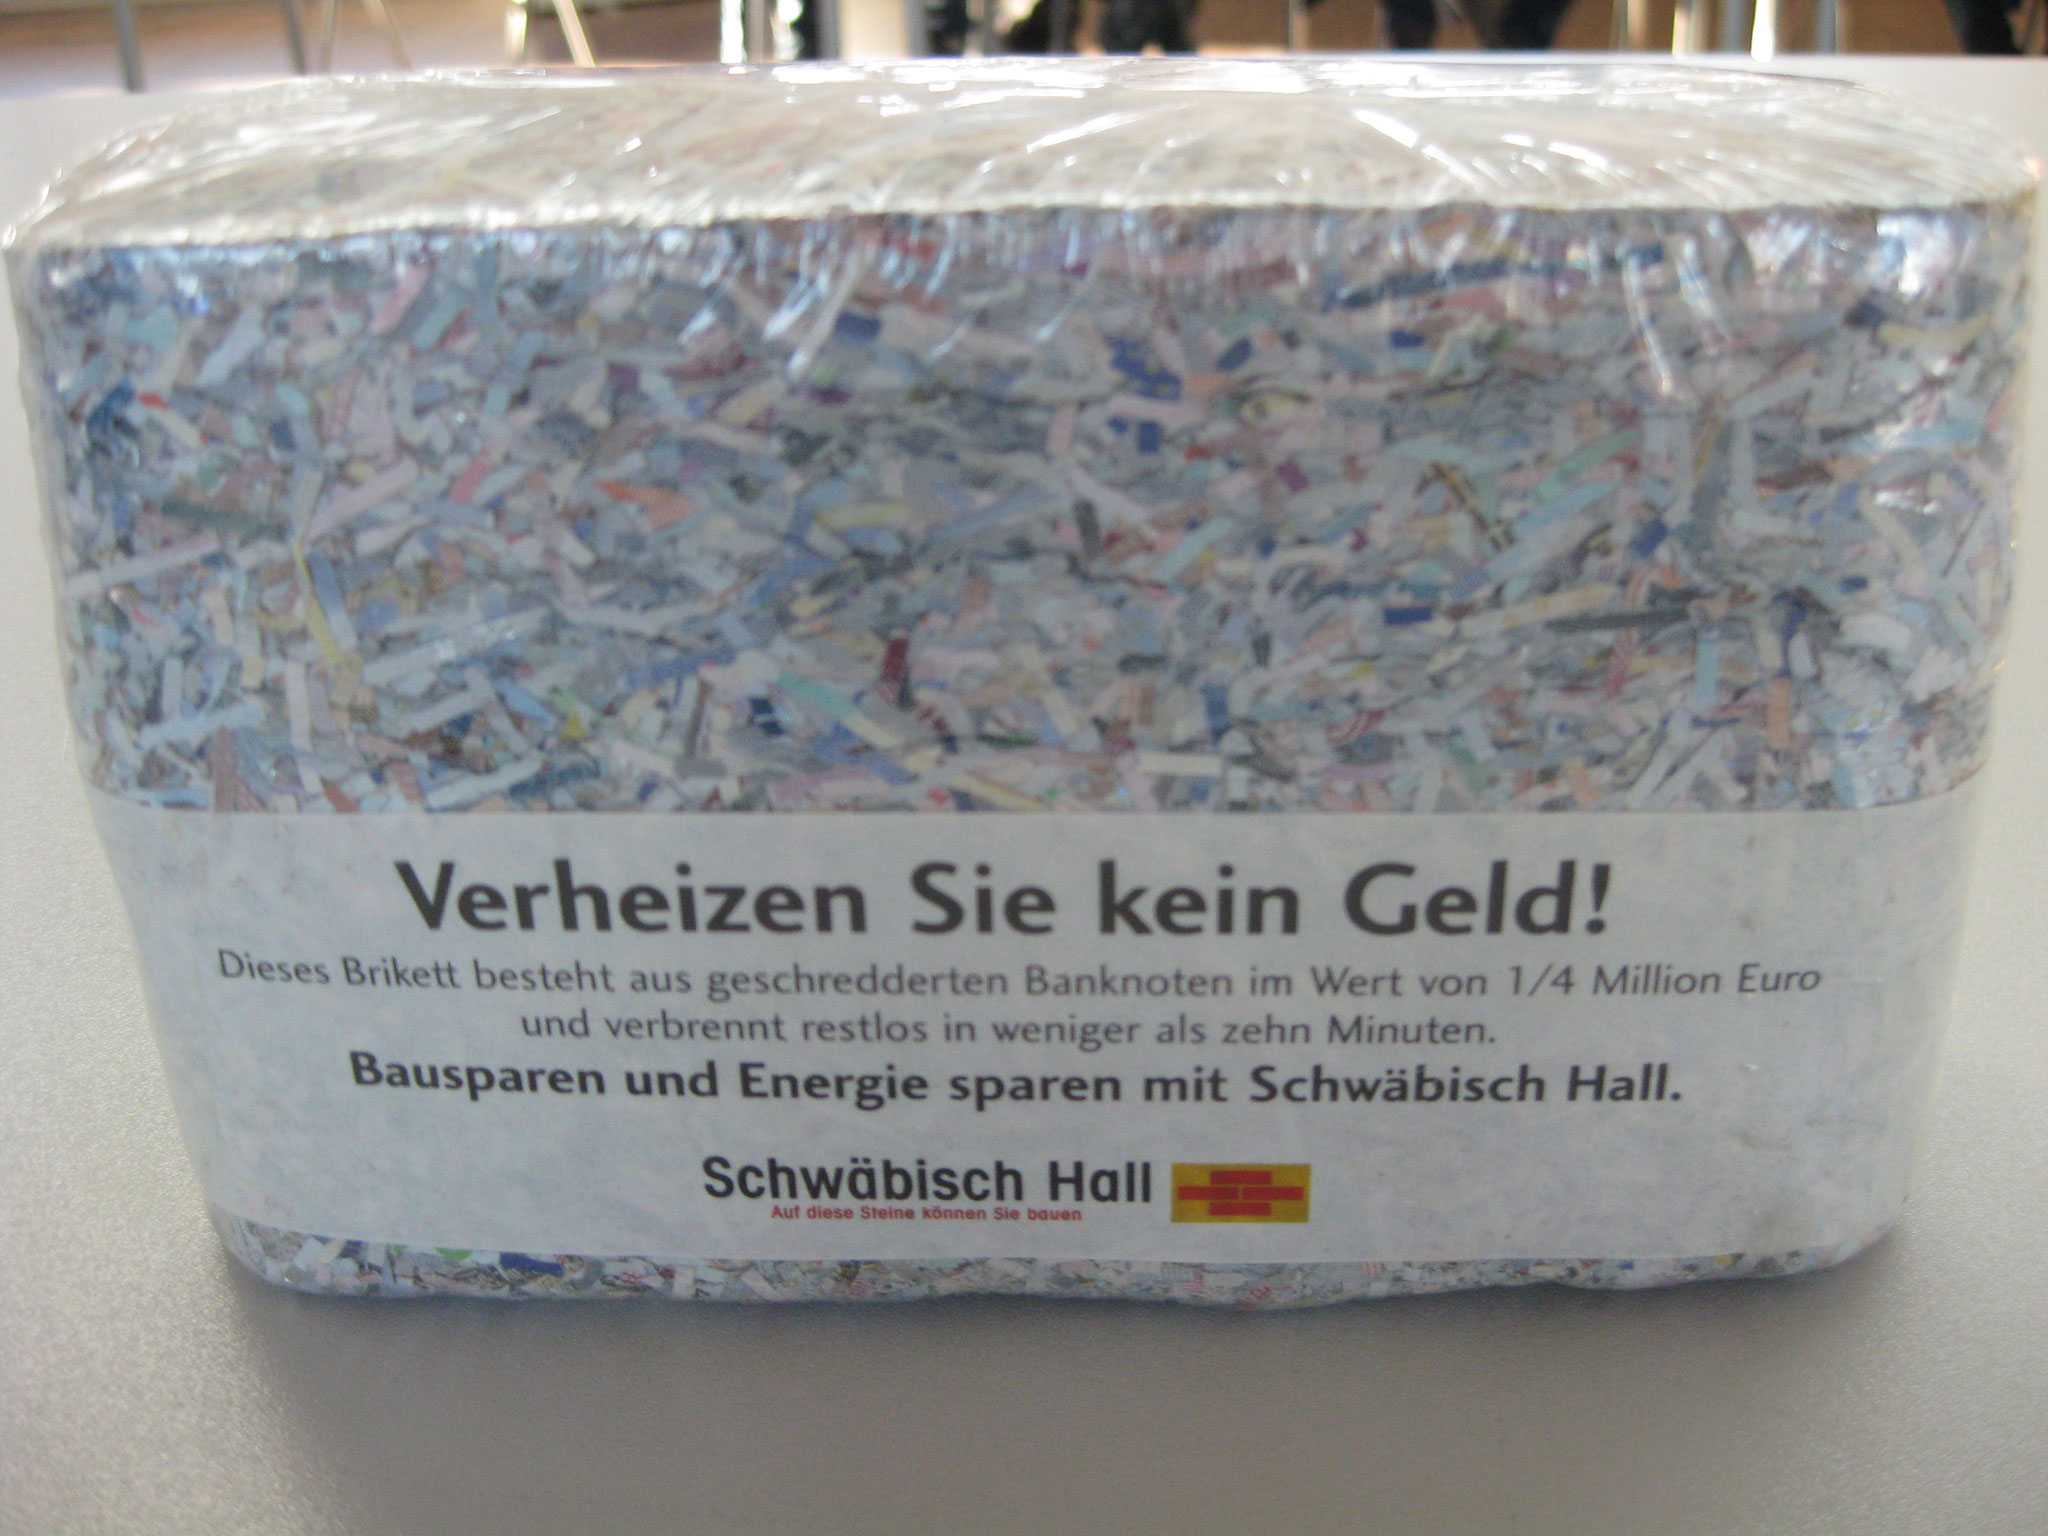 Verheizen Sie kein Geld!
Dieses Brikett besteht aus geschredderten Banknoten im Wert von 1/4 Million Euro
und verbrennt restlos in weniger als zehn Minuten.
Bausparen und Energie sparen mit Schwäbisch Hall.
Schwäbisch Hall
Auf diese Steine können Sie bauen